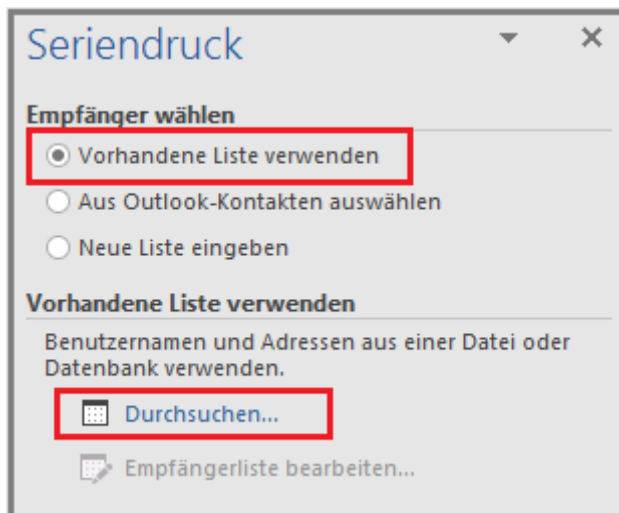 Seriendruck
Empfänger wählen
Vorhandene Liste verwenden
Aus Outlook-Kontakten auswählen
Neue Liste eingeben
Vorhandene Liste verwenden
Benutzernamen und Adressen aus einer Datei oder
Datenbank verwenden.
Durchsuchen...
Empfängerliste bearbeiten...